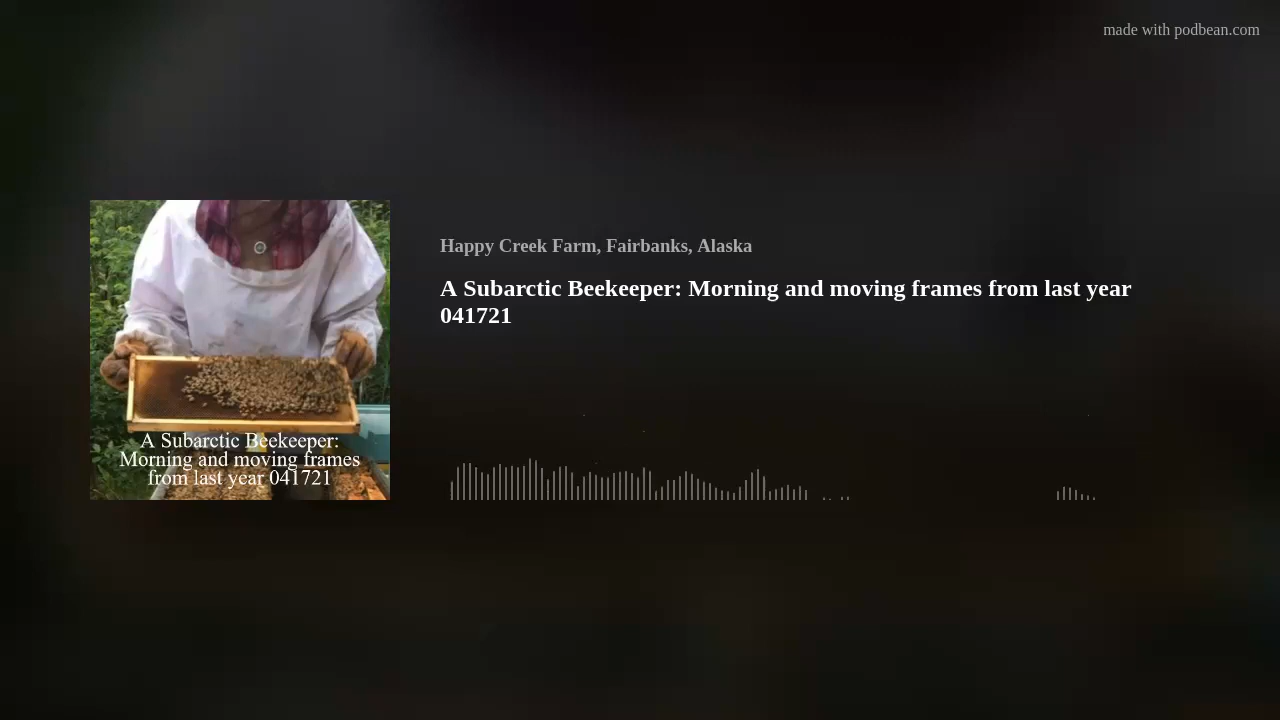 made with podbean.com
Happy Creek Farm, Fairbanks, Alaska
A Subarctic Beekeeper: Morning and moving frames from last year
041721
A Subarctic Beekeeper:
Morning and moving frames
from last year 041721